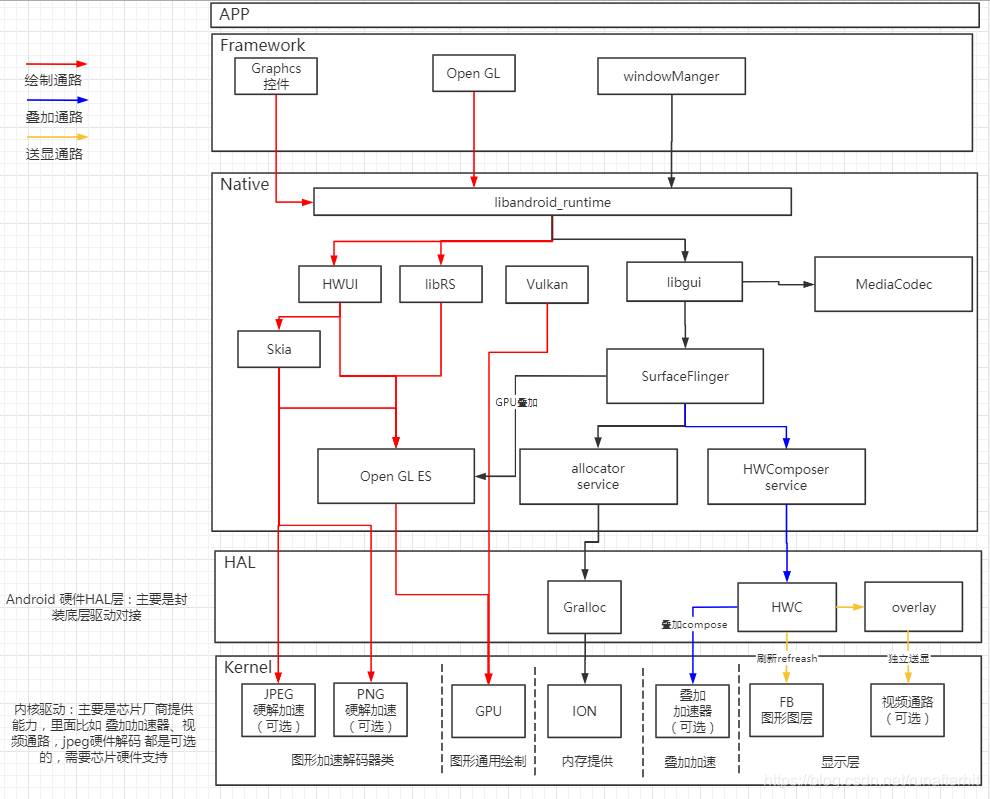 APP
Framework
Graphcs
控件
Open GL
windowManger
绘制通路
叠加通路
送显通路
Native
libandroid_runtime
HWUI
libRS
Vulkan
libgui
MediaCodec
Skia
SurfaceFlinger
GPU叠加
Open GL ES
allocator
service
HWComposer
service
HAL
Android 硬件HAL层：主要是封
装底层驱动对接
Gralloc
HWC
overlay
叠加compose
刷新refreash
独立送显
Kernel
内核驱动：主要是芯片厂商提供
能力，里面比如 叠加加速器、视
频通路，jpeg硬件解码 都是可选
的，需要芯片硬件支持
JPEG
硬解加速
（可选）
PNG
硬解加速
（可选）
GPU
ION
叠加
加速器
（可选）
FB
图形图层
视频通路
（可选）
图形加速解码器类
图形通用绘制
内存提供
叠加加速
显示层
https://blog.csdn.net/runafterhit